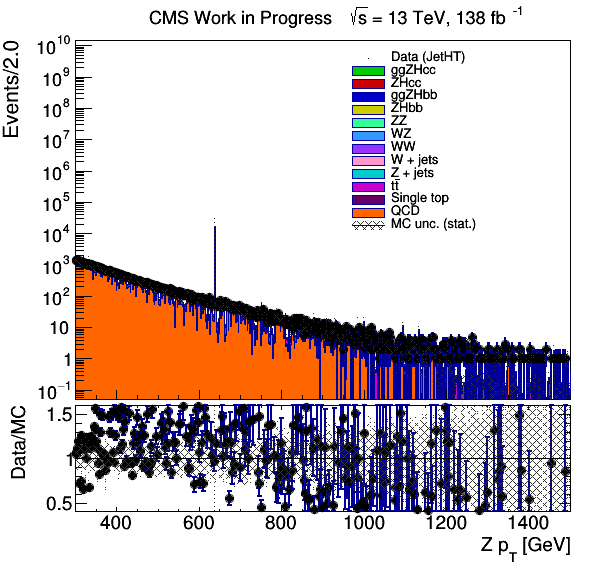 CMS Work in Progress √s = 13 TeV, 138 fb⁻¹
Events/2.0
10¹⁰
10⁹
10⁸
10⁷
10⁶
10⁵
10⁴
10³
10²
10
1
10⁻¹
Data (JetHT)
ggZHcc
ZHcc
ggZHbb
ZHbb
ZZ
WZ
WW
W + jets
Z + jets
tt̄
Single top
QCD
MC unc. (stat.)
Data/MC
1.5
1
0.5
400 600 800 1000 1200 1400
Z p_T [GeV]